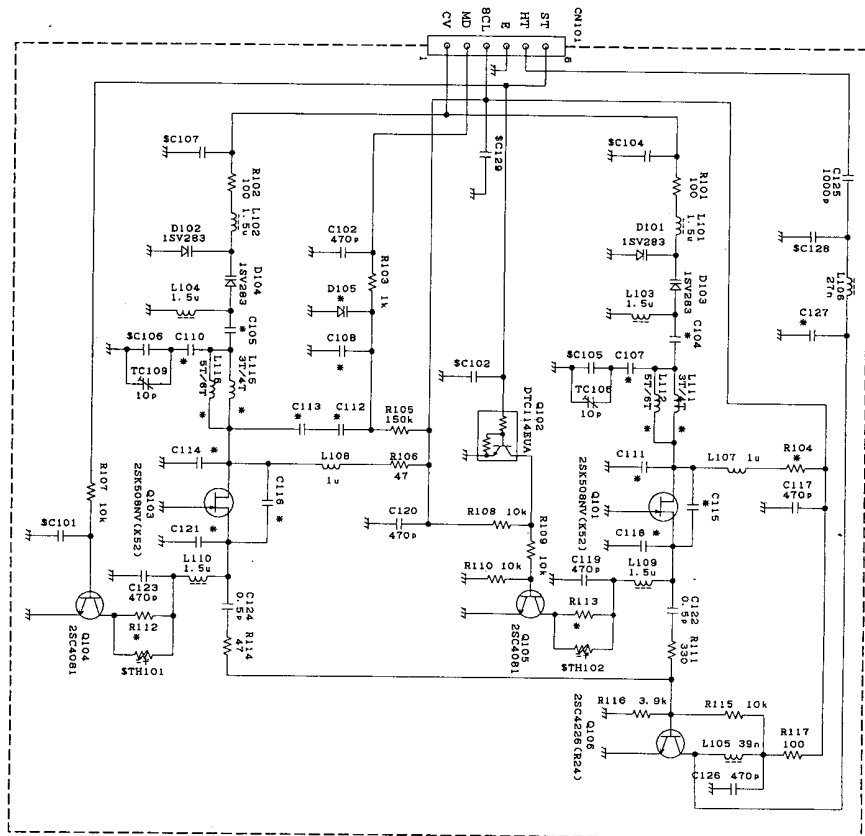 CN101
CV
MD
8CL
E
HT
ST
1
6
$C107
R102
100
L102
1.5u
D102
1SV283
D104
1SV283
L104
1.5u
C105
*
$C106
C110
*
TC109
10p
L116
5T/6T
*
L115
3T/4T
*
C102
470p
R103
1k
D105
*
C108
*
C113
*
C112
*
R105
150k
$C129
$C104
R101
100
L101
1.5u
D101
1SV283
D103
1SV283
L103
1.5u
C104
*
$C105
C107
*
TC106
10p
L112
5T/6T
*
L111
3T/4T
*
C125
1000p
$C128
L106
27n
C127
*
$C102
Q102
DTC114EUA
C114
*
L108
1u
R106
47
C116
*
Q103
2SK508NV(K52)
C121
*
R107
10k
$C101
L110
1.5u
C123
470p
R112
*
$TH101
Q104
2SC4081
C124
0.5p
R114
47
C120
470p
R108 10k
R109
10k
R110 10k
C111
*
L107 1u
R104
*
C117
470p
C115
*
Q101
2SK508NV(K52)
C118
*
C119
470p
L109
1.5u
R113
*
$TH102
Q105
2SC4081
C122
0.5p
R111
330
R116 3.9k
R115 10k
R117
100
Q106
2SC4226(R24)
L105 39n
C126 470p